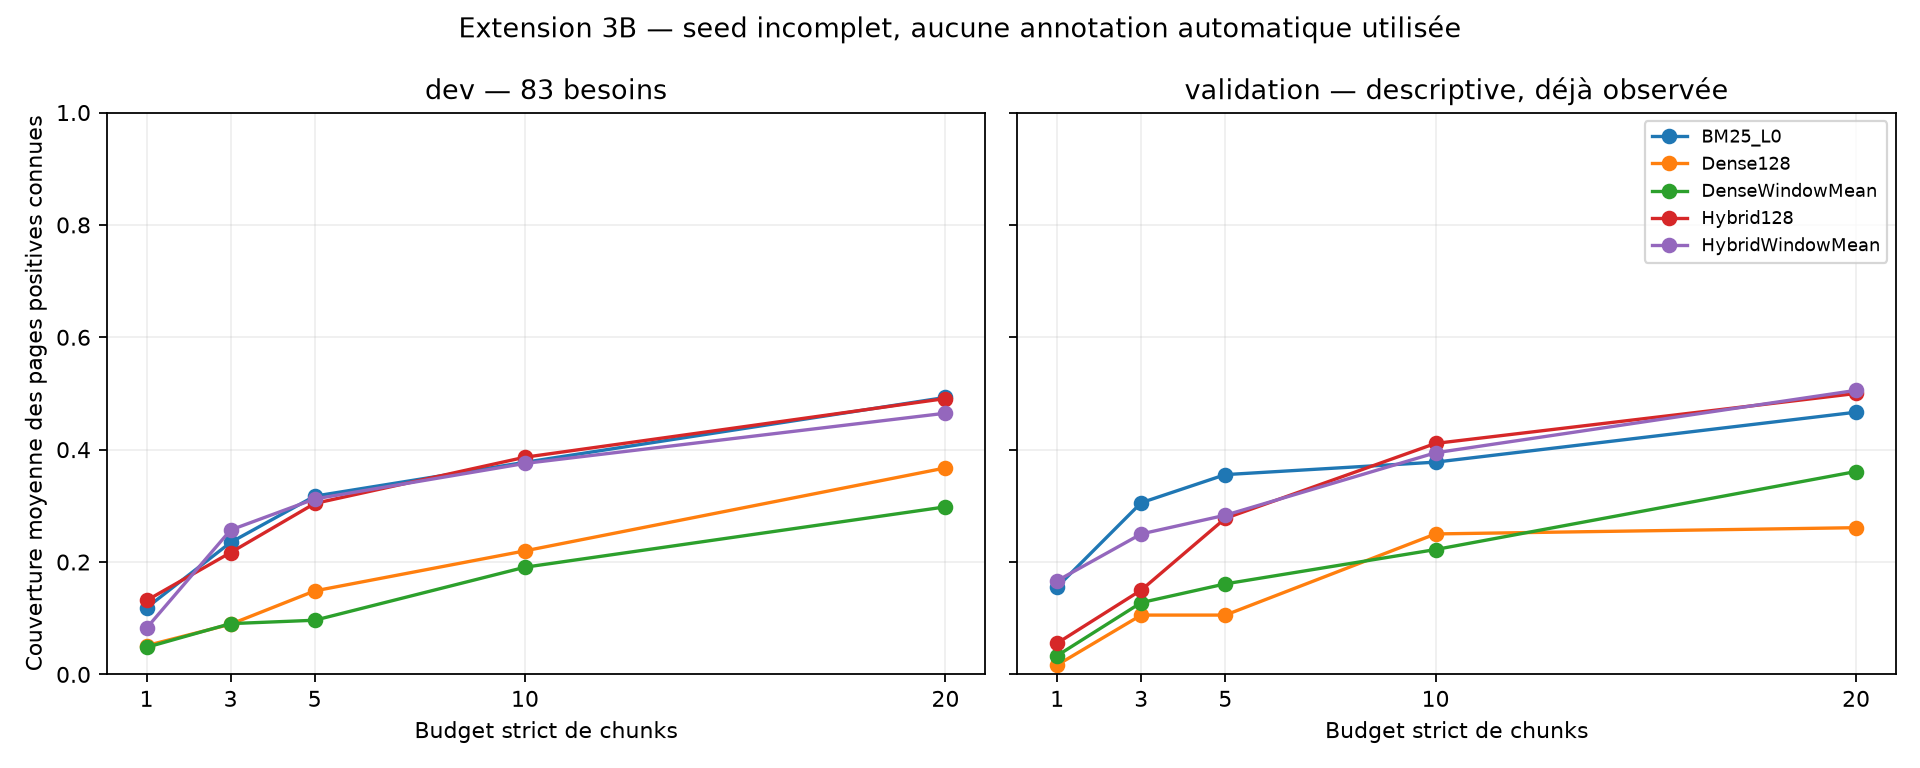 Extension 3B — seed incomplet, aucune annotation automatique utilisée
dev — 83 besoins
Couverture moyenne des pages positives connues
1.0
0.8
0.6
0.4
0.2
0.0
1 3 5 10 20
Budget strict de chunks
validation — descriptive, déjà observée
BM25_L0
Dense128
DenseWindowMean
Hybrid128
HybridWindowMean
1 3 5 10 20
Budget strict de chunks